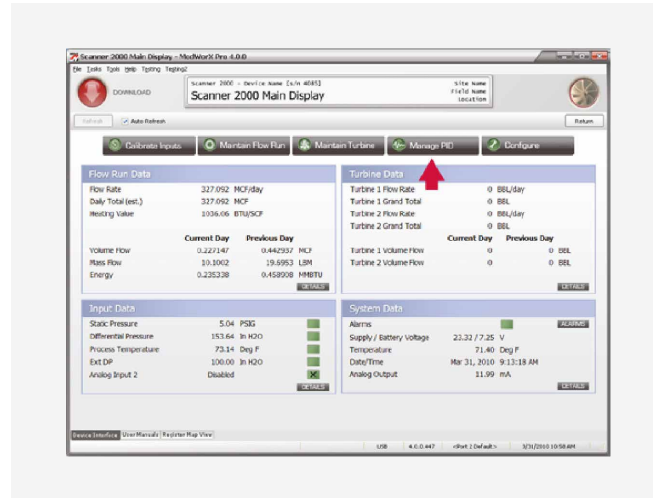 Scanner 2000 Main Display - ModWorX Pro 4.0.0
File Tasks Tools Help Testing Testing2
DOWNLOAD
Scanner 2000 - Device Name [s/n 4085]
Scanner 2000 Main Display
Site Name
Field Name
Location
Refresh Auto Refresh Return
Calibrate Inputs Maintain Flow Run Maintain Turbine Manage PID Configure
Flow Run Data
Flow Rate 327.092 MCF/day
Daily Total (est.) 327.092 MCF
Heating Value 1036.06 BTU/SCF
Current Day Previous Day
Volume Flow 0.227147 0.442937 MCF
Mass Flow 10.1002 19.6953 LBM
Energy 0.235338 0.458908 MMBTU
DETAILS
Turbine Data
Turbine 1 Flow Rate 0 BBL/day
Turbine 1 Grand Total 0 BBL
Turbine 2 Flow Rate 0 BBL/day
Turbine 2 Grand Total 0 BBL
Current Day Previous Day
Turbine 1 Volume Flow 0 0 BBL
Turbine 2 Volume Flow 0 0 BBL
DETAILS
Input Data
Static Pressure 5.04 PSIG
Differential Pressure 153.64 In H2O
Process Temperature 73.14 Deg F
Ext DP 100.00 In H2O
Analog Input 2 Disabled
DETAILS
System Data
Alarms ALARMS
Supply / Battery Voltage 23.32 / 7.25 V
Temperature 71.40 Deg F
Date/Time Mar 31, 2010 9:13:18 AM
Analog Output 11.99 mA
DETAILS
Device Interface User Manuals Register Map View
USB 4.0.0.447 <Port 2 Default> 3/31/2010 10:58 AM